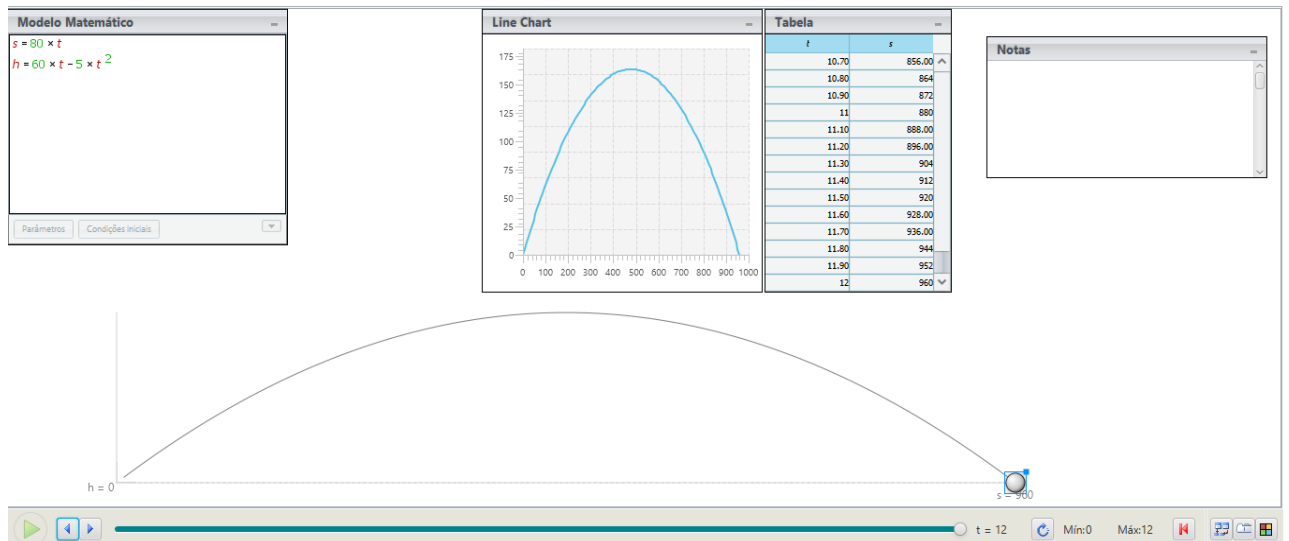 Modelo Matemático
s = 80 × t
h = 60 × t − 5 × t 2
Parâmetros Condições Iniciais
Line Chart
175
150
125
100
75
50
25
0
0 100 200 300 400 500 600 700 800 900 1000
Tabela
t s
10.70 856.00
10.80 864
10.90 872
11 880
11.10 888.00
11.20 896.00
11.30 904
11.40 912
11.50 920
11.60 928.00
11.70 936.00
11.80 944
11.90 952
12 960
Notas
h = 0
s = 960
t = 12 Mín:0 Máx:12